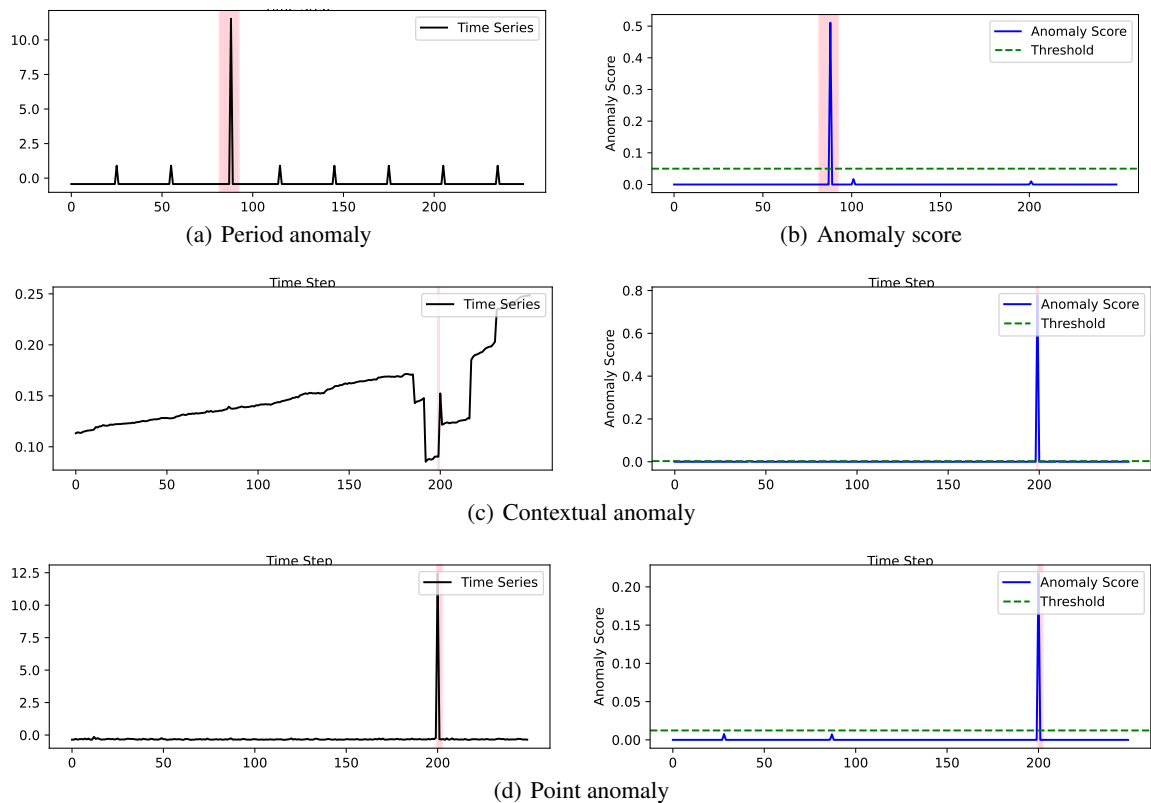 10.0
7.5
5.0
2.5
0.0
Time Series
0 50 100 150 200
(a) Period anomaly
0.5
0.4
0.3
0.2
0.1
0.0
Anomaly Score
Anomaly Score
Threshold
0 50 100 150 200
(b) Anomaly score
Time Step
0.25
0.20
0.15
0.10
Time Series
0 50 100 150 200
Time Step
0.8
0.6
0.4
0.2
0.0
Anomaly Score
Anomaly Score
Threshold
0 50 100 150 200
(c) Contextual anomaly
Time Step
12.5
10.0
7.5
5.0
2.5
0.0
Time Series
0 50 100 150 200
Time Step
0.20
0.15
0.10
0.05
0.00
Anomaly Score
Anomaly Score
Threshold
0 50 100 150 200
(d) Point anomaly